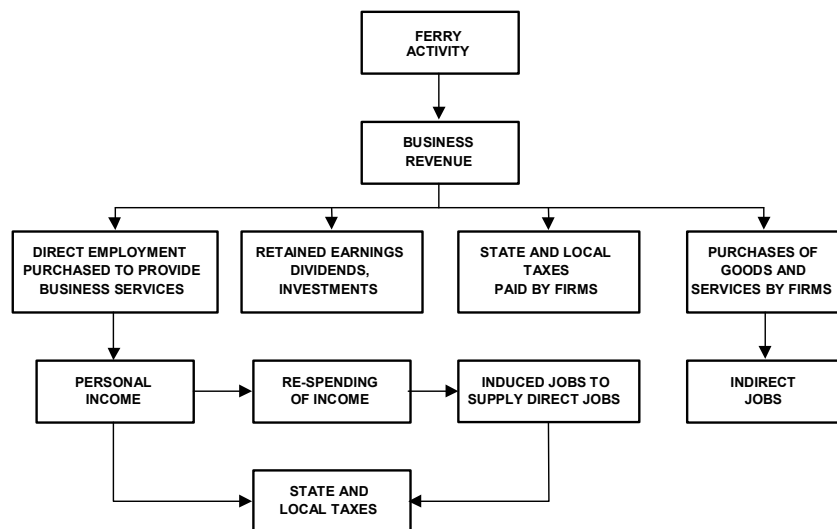 FERRY
ACTIVITY
BUSINESS
REVENUE
DIRECT EMPLOYMENT
PURCHASED TO PROVIDE
BUSINESS SERVICES
RETAINED EARNINGS
DIVIDENDS,
INVESTMENTS
STATE AND LOCAL
TAXES
PAID BY FIRMS
PURCHASES OF
GOODS AND
SERVICES BY FIRMS
PERSONAL
INCOME
RE-SPENDING
OF INCOME
INDUCED JOBS TO
SUPPLY DIRECT JOBS
INDIRECT
JOBS
STATE AND
LOCAL TAXES